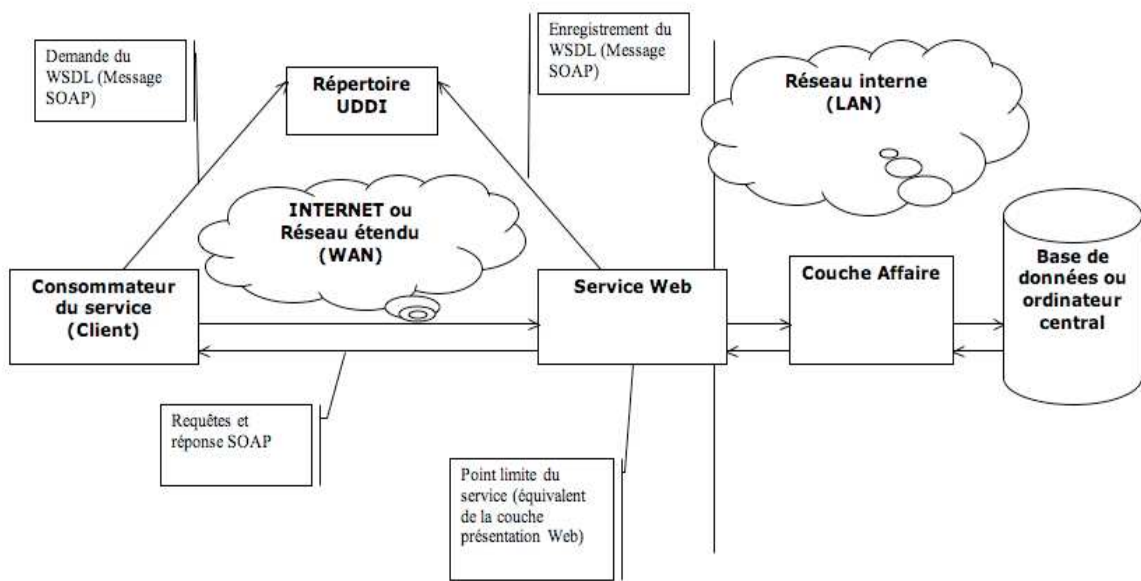 Demande du
WSDL (Message
SOAP)
Répertoire
UDDI
Enregistrement du
WSDL (Message
SOAP)
Réseau interne
(LAN)
INTERNET ou
Réseau étendu
(WAN)
Consommateur
du service
(Client)
Service Web
Couche Affaire
Base de
données ou
ordinateur
central
Requêtes et
réponse SOAP
Point limite du
service (équivalent
de la couche
présentation Web)